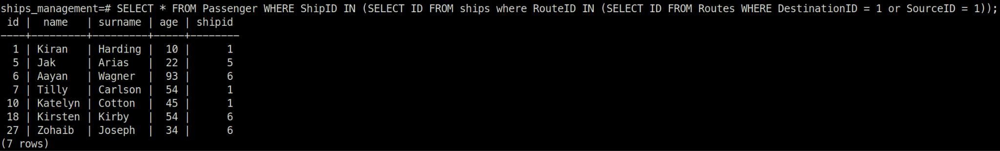 ships_management=# SELECT * FROM Passenger WHERE ShipID IN (SELECT ID FROM ships where RouteID IN (SELECT ID FROM Routes WHERE DestinationID = 1 or SourceID = 1));
 id |  name   | surname | age | shipid
----+---------+---------+-----+--------
  1 | Kiran   | Harding |  10 |      1
  5 | Jak     | Arias   |  22 |      5
  6 | Aayan   | Wagner  |  93 |      6
  7 | Tilly   | Carlson |  54 |      1
 10 | Katelyn | Cotton  |  45 |      1
 18 | Kirsten | Kirby   |  54 |      6
 27 | Zohaib  | Joseph  |  34 |      6
(7 rows)